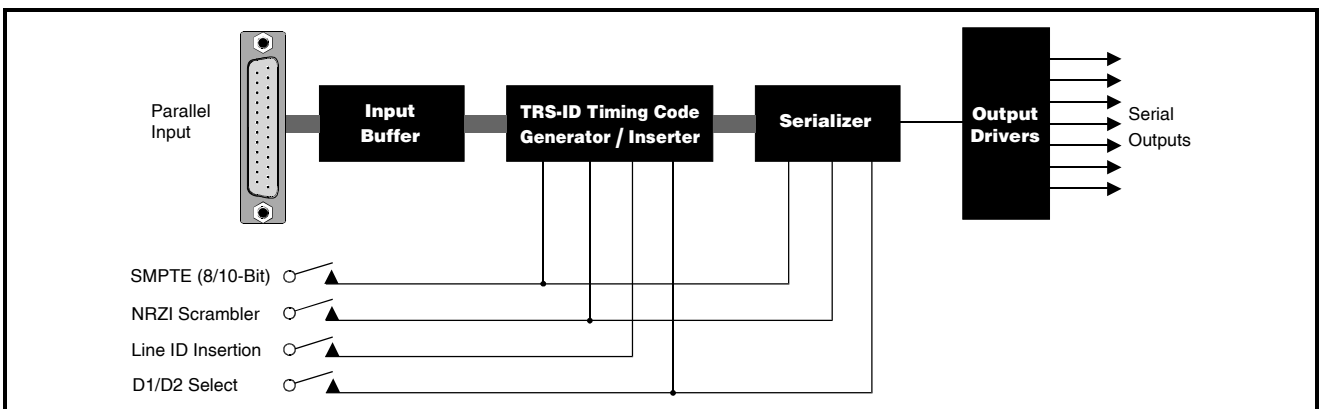 Parallel
Input
Input
Buffer
TRS-ID Timing Code
Generator / Inserter
Serializer
Output
Drivers
Serial
Outputs
SMPTE (8/10-Bit)
NRZI Scrambler
Line ID Insertion
D1/D2 Select